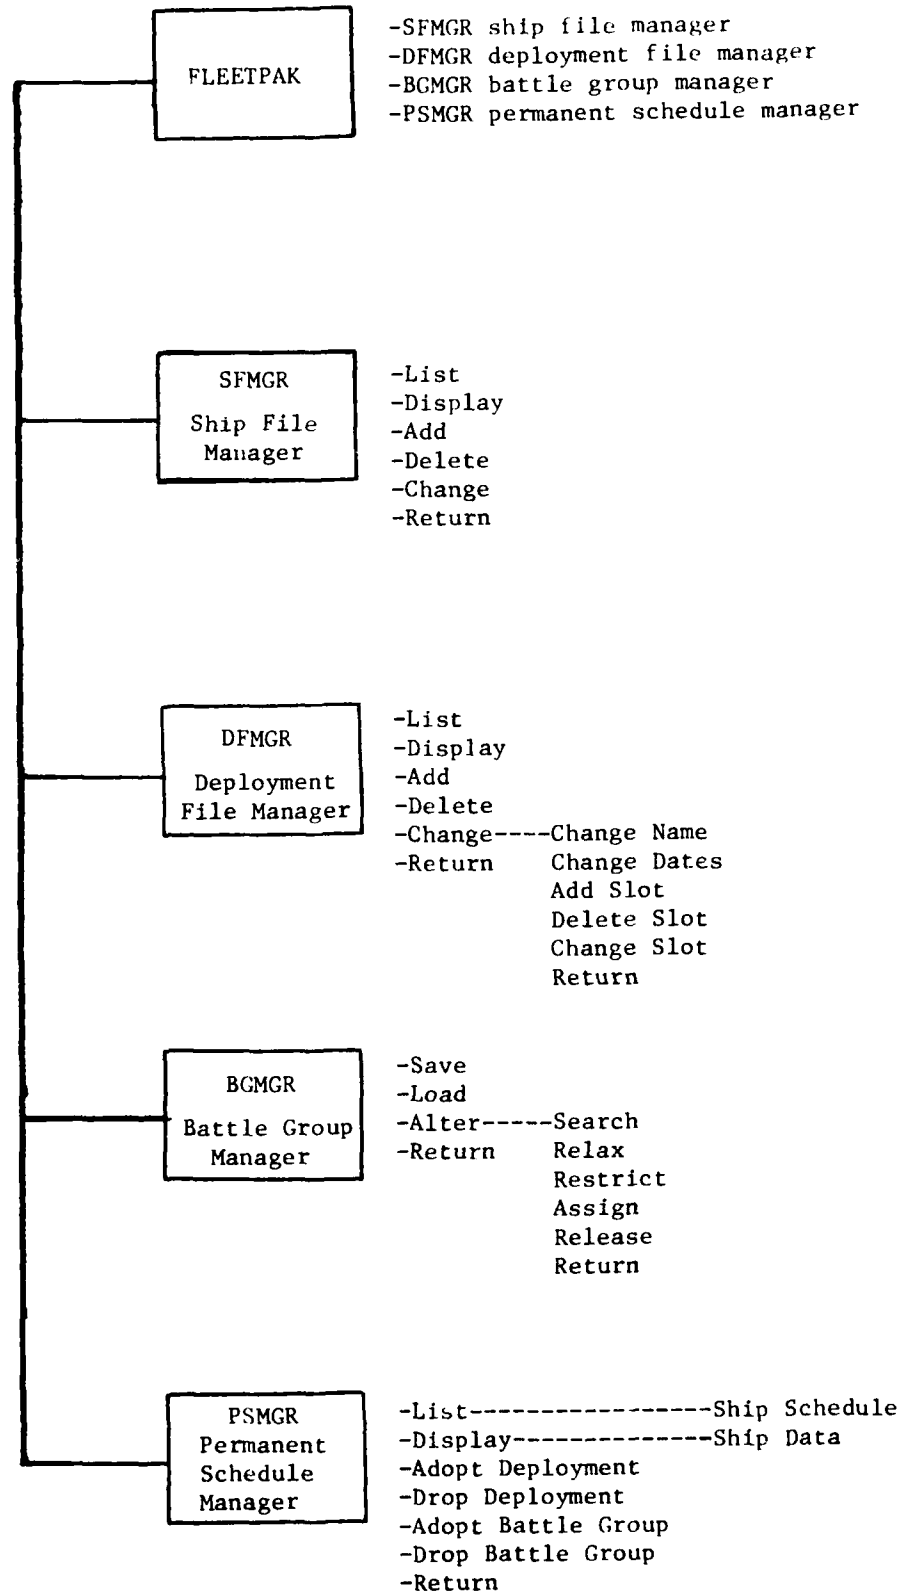 FLEETPAK
-SFMGR ship file manager
-DFMGR deployment file manager
-BGMGR battle group manager
-PSMGR permanent schedule manager
SFMGR
Ship File
Manager
-List
-Display
-Add
-Delete
-Change
-Return
DFMGR
Deployment
File Manager
-List
-Display
-Add
-Delete
-Change----Change Name
-Return Change Dates
Add Slot
Delete Slot
Change Slot
Return
BGMGR
Battle Group
Manager
-Save
-Load
-Alter-----Search
-Return Relax
Restrict
Assign
Release
Return
PSMGR
Permanent
Schedule
Manager
-List-----------------Ship Schedule
-Display--------------Ship Data
-Adopt Deployment
-Drop Deployment
-Adopt Battle Group
-Drop Battle Group
-Return